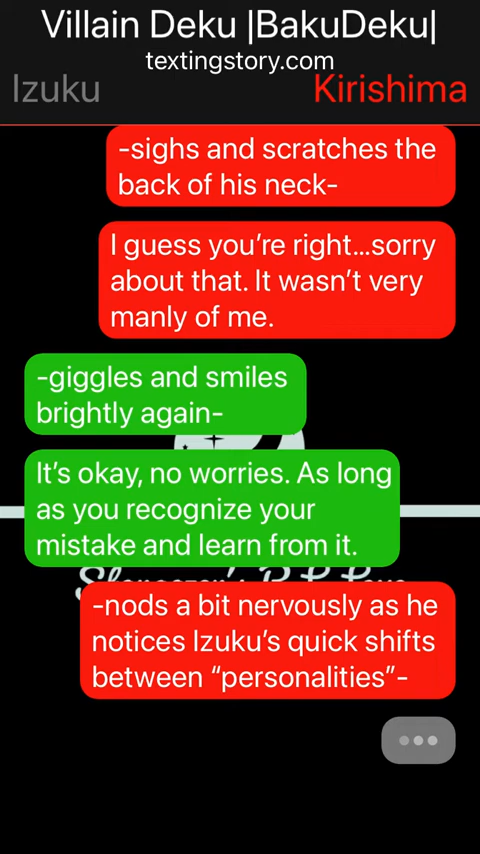 Villain Deku |BakuDeku|
textingstory.com
Izuku
Kirishima
-sighs and scratches the
back of his neck-
I guess you’re right...sorry
about that. It wasn’t very
manly of me.
-giggles and smiles
brightly again-
It’s okay, no worries. As long
as you recognize your
mistake and learn from it.
-nods a bit nervously as he
notices Izuku’s quick shifts
between “personalities”-